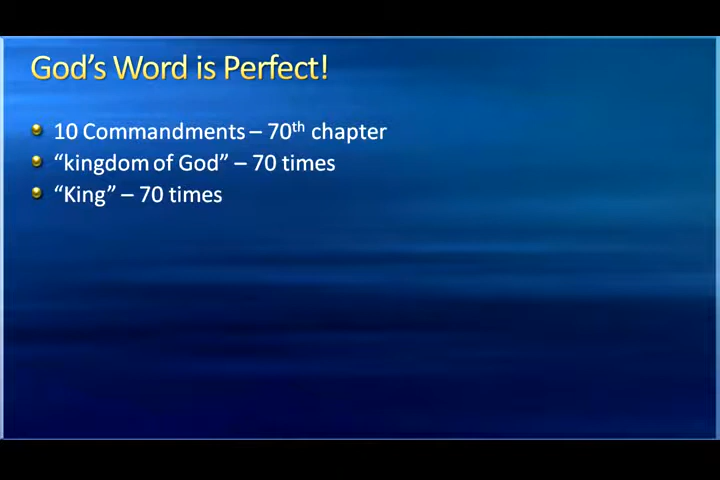 God's Word is Perfect!
10 Commandments – 70th chapter
“kingdom of God” – 70 times
“King” – 70 times